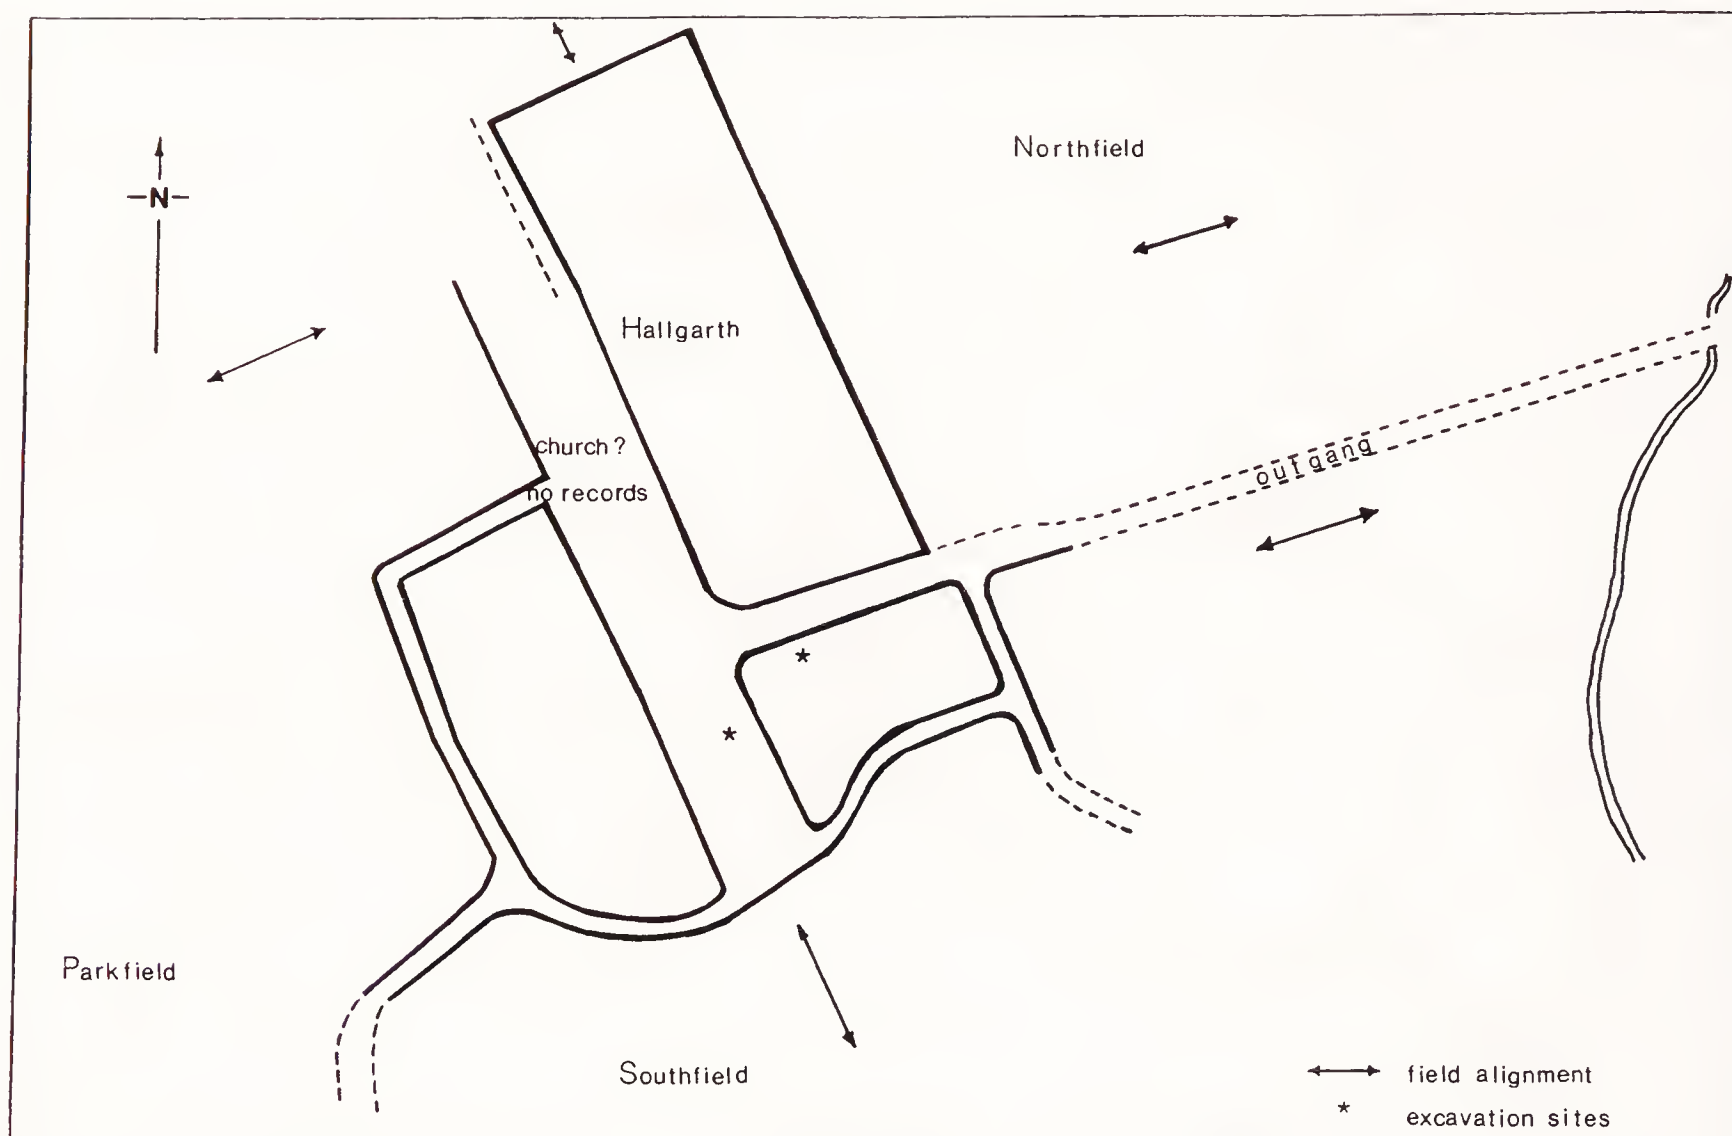 Northfield
-N-
Hallgarth
church?
no records
outgang
Parkfield
Southfield
field alignment
* excavation sites